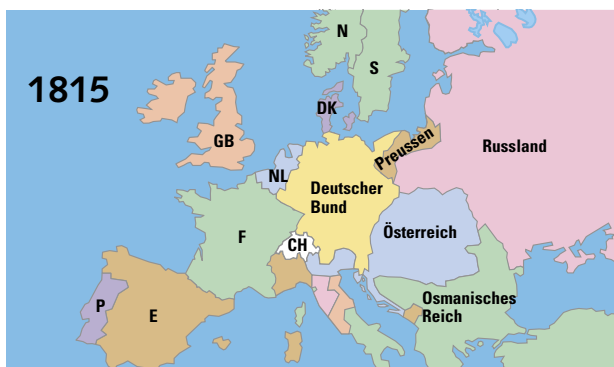 1815
N
S
DK
GB
Preussen
Russland
NL
Deutscher
Bund
F
CH
Österreich
P
E
Osmanisches
Reich